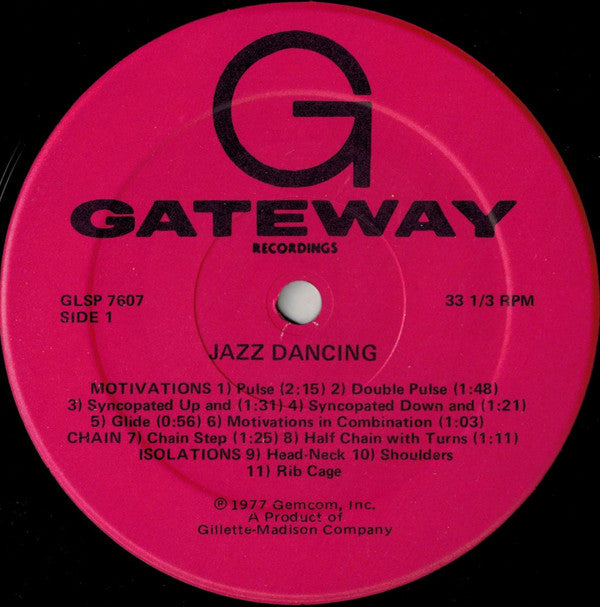 G
GATEWAY
RECORDINGS
GLSP 7607
33 1/3 RPM
SIDE 1
JAZZ DANCING
MOTIVATIONS 1) Pulse (2:15) 2) Double Pulse (1:48)
3) Syncopated Up and (1:31) 4) Syncopated Down and (1:21)
5) Glide (0:56) 6) Motivations in Combination (1:03)
CHAIN 7) Chain Step (1:25) 8) Half Chain with Turns (1:11)
ISOLATIONS 9) Head-Neck 10) Shoulders
11) Rib Cage
℗ 1977 Gemcom, Inc.
A Product of
Gillette-Madison Company